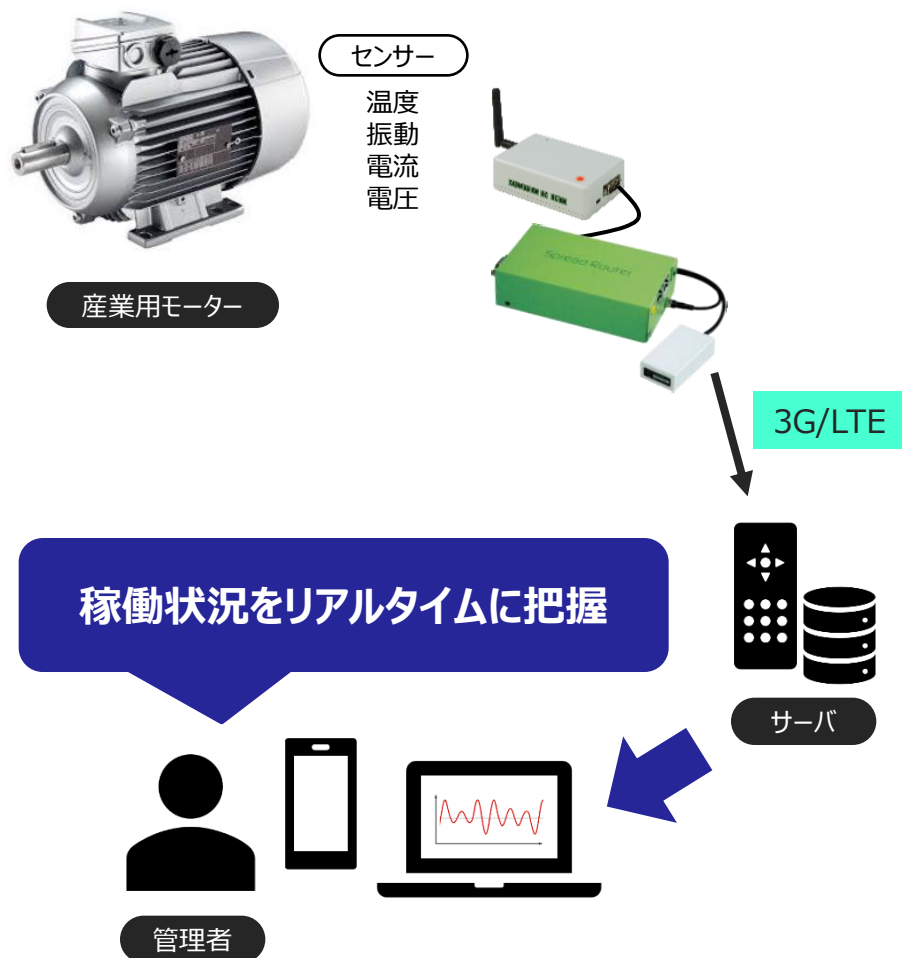 センサー
温度
振動
電流
電圧
Spread Router
産業用モーター
3G/LTE
稼働状況をリアルタイムに把握
サーバ
管理者